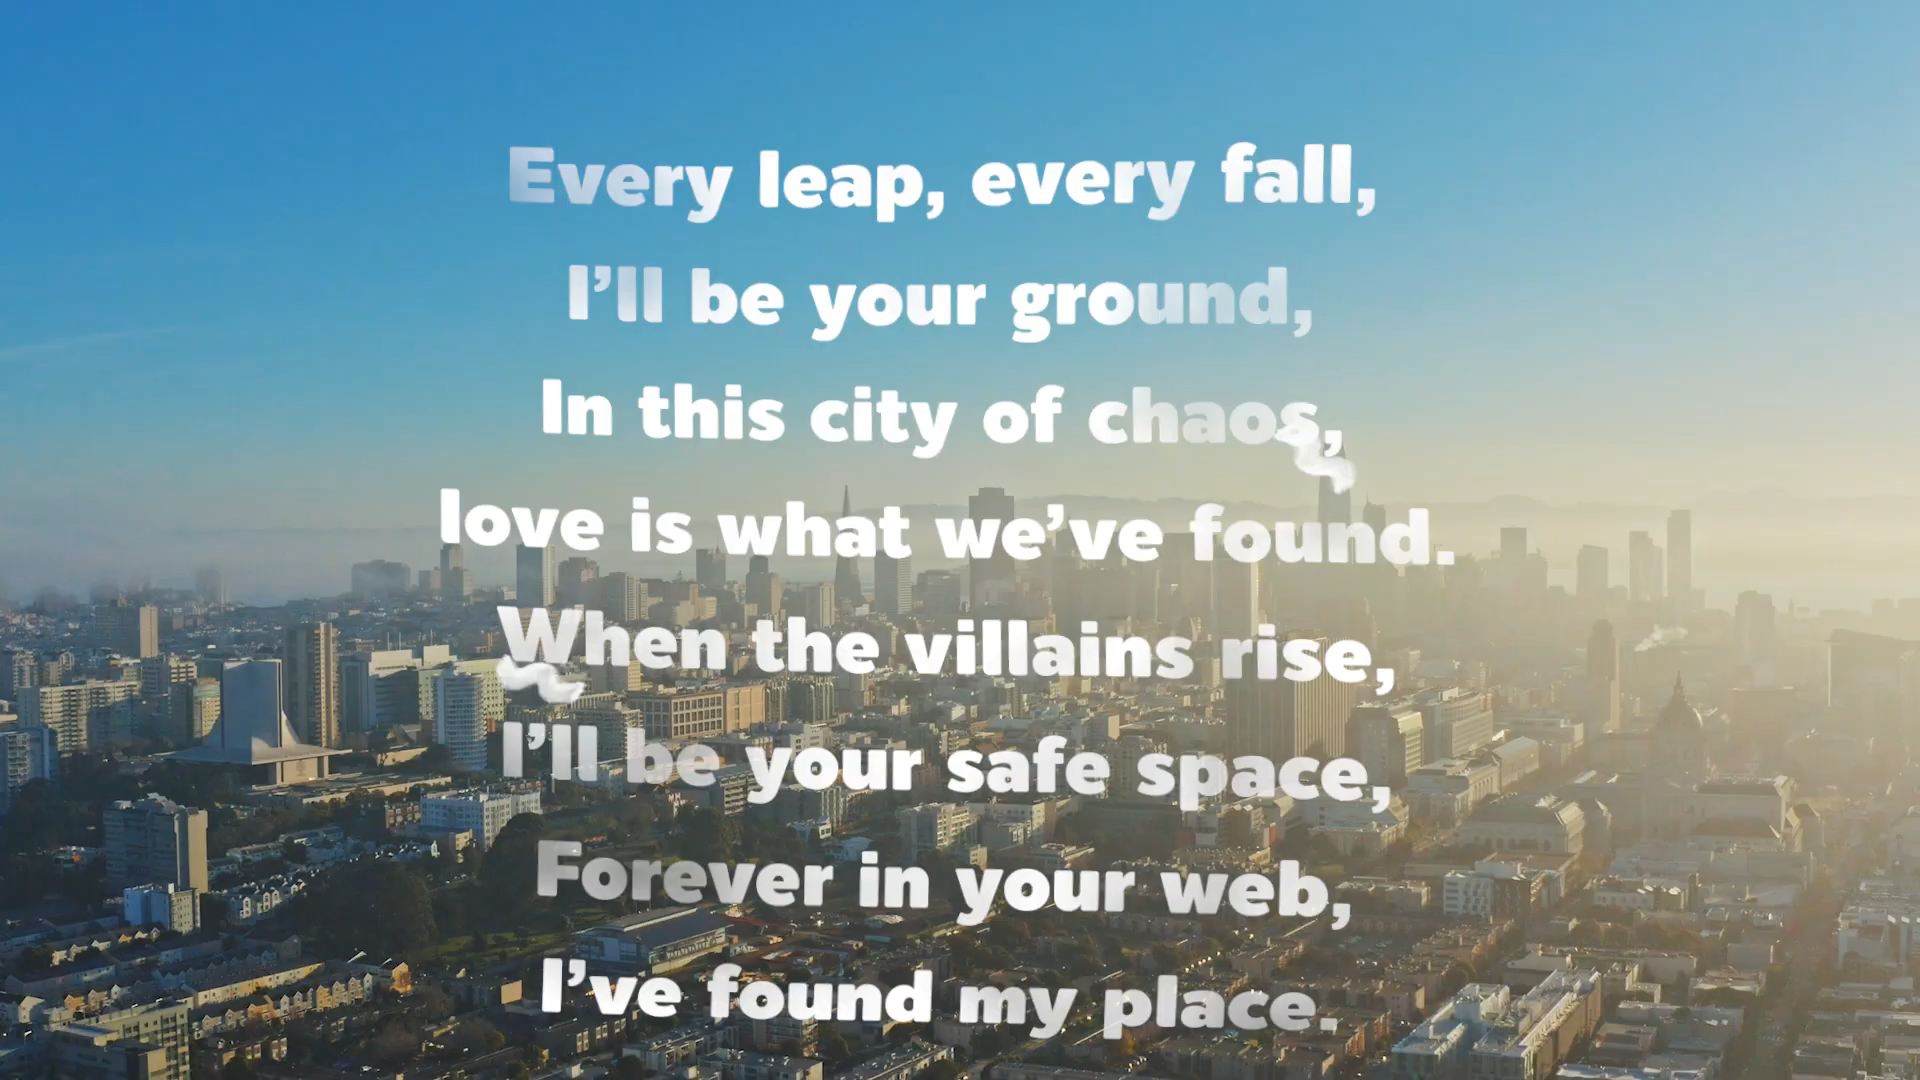 Every leap, every fall,
I’ll be your ground,
In this city of chaos,
love is what we’ve found.
When the villains rise,
I’ll be your safe space,
Forever in your web,
I’ve found my place.